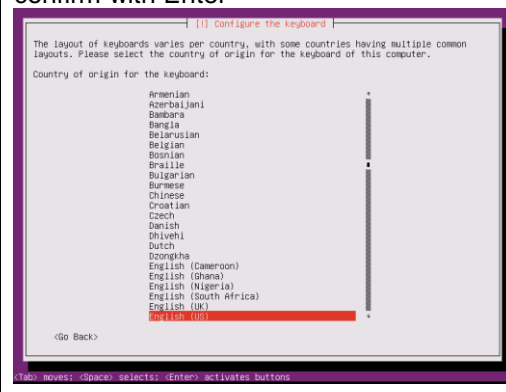 confirm with Enter
[!] Configure the keyboard
The layout of keyboards varies per country, with some countries having multiple common
layouts. Please select the country of origin for the keyboard of this computer.
Country of origin for the keyboard:
Armenian
Azerbaijani
Bambara
Bangla
Belarusian
Belgian
Bosnian
Braille
Bulgarian
Burmese
Chinese
Croatian
Czech
Danish
Dhivehi
Dutch
Dzongkha
English (Cameroon)
English (Ghana)
English (Nigeria)
English (South Africa)
English (UK)
English (US)
<Go Back>
<Tab> moves; <Space> selects; <Enter> activates buttons